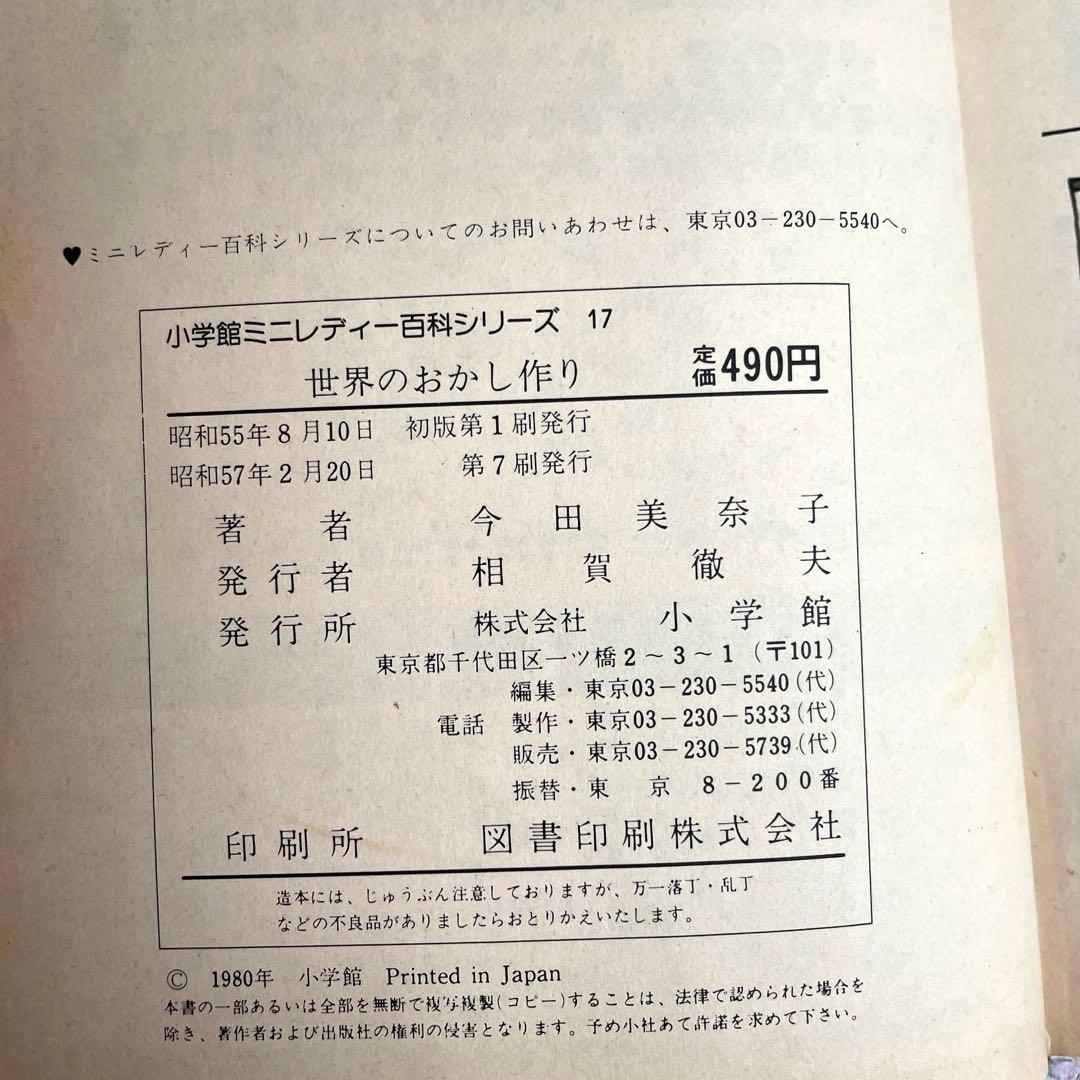 ♥ミニレディー百科シリーズについてのお問いあわせは、東京03－230－5540へ。
小学館ミニレディー百科シリーズ 17
世界のおかし作り 定価490円
昭和55年8月10日 初版第1刷発行
昭和57年2月20日 第7刷発行
著者 今田美奈子
発行者 相賀徹夫
発行所 株式会社 小学館
東京都千代田区一ツ橋2～3～1（〒101）
編集・東京03－230－5540（代）
電話 製作・東京03－230－5333（代）
販売・東京03－230－5739（代）
振替・東京 8－200番
印刷所 図書印刷株式会社
造本には、じゅうぶん注意しておりますが、万一落丁・乱丁
などの不良品がありましたらおとりかえいたします。
© 1980年 小学館 Printed in Japan
本書の一部あるいは全部を無断で複写複製(コピー)することは、法律で認められた場合を
除き、著作者および出版社の権利の侵害となります。予め小社あて許諾を求めて下さい。